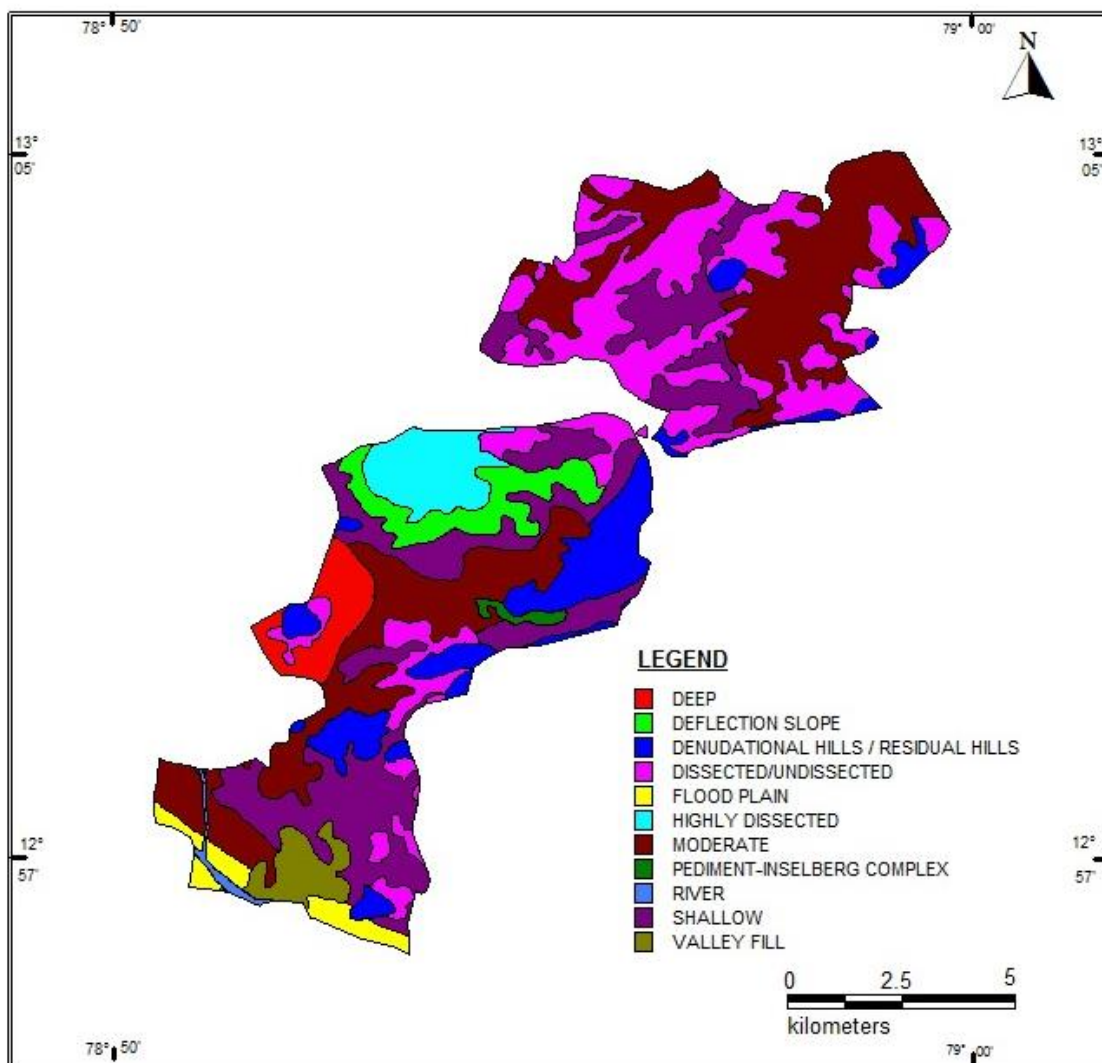 78° 50' 79° 00'
N
13° 05' 13° 05'
LEGEND
DEEP
DEFLECTION SLOPE
DENUDATIONAL HILLS / RESIDUAL HILLS
DISSECTED/UNDISSECTED
FLOOD PLAIN
HIGHLY DISSECTED
MODERATE
PEDIMENT-INSELBERG COMPLEX
RIVER
SHALLOW
VALLEY FILL
12° 57' 12° 57'
0 2.5 5
kilometers
78° 50' 79° 00'